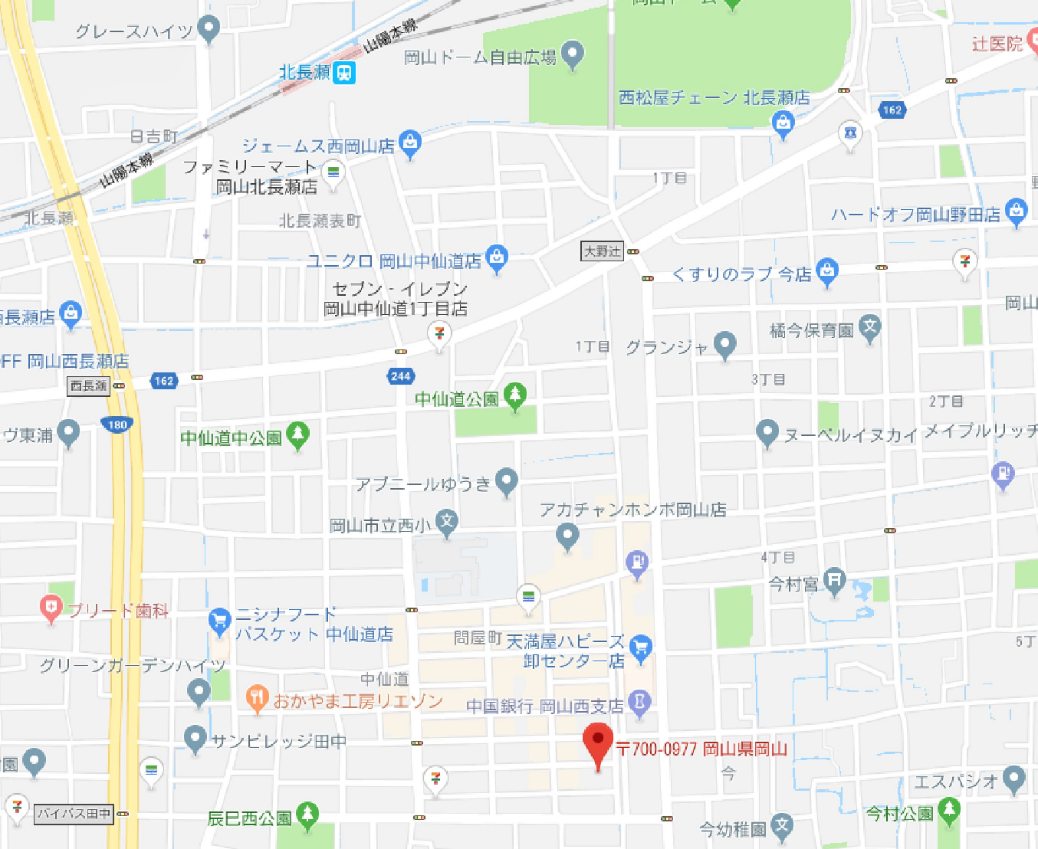 岡山ドーム
グレースハイツ
山陽本線
岡山ドーム自由広場
辻医院
北長瀬
西松屋チェーン 北長瀬店
162
日吉町
ジェームス西岡山店
ファミリーマート
岡山北長瀬店
山陽本線
1丁目
北長瀬
北長瀬表町
ハードオフ岡山野田店
大野辻
ユニクロ 岡山中仙道店
くすりのラブ 今店
セブン - イレブン
岡山中仙道1丁目店
岡山
西長瀬店
橘今保育園
1丁目
グランジャ
FF 岡山西長瀬店
西長瀬
162
244
3丁目
中仙道公園
2丁目
180
ヴ東浦
中仙道中公園
ヌーベルイヌカイ
メイプルリッチ
アブニールゆうき
岡山市立西小
アカチャンホンポ岡山店
4丁目
今村宮
ブリード歯科
ニシナフード
バスケット 中仙道店
問屋町
天満屋ハピーズ
卸センター店
5丁
グリーンガーデンハイツ
中仙道
おかやま工房リエゾン
中国銀行 岡山西支店
サンビレッジ田中
〒700-0977 岡山県岡山
今
園
エスパシオ
バイパス田中
辰巳西公園
今村公園
今幼稚園